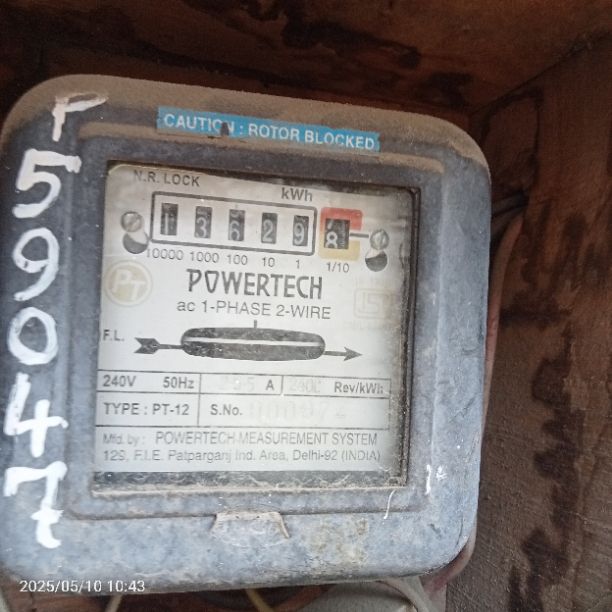 r 59047
CAUTION : ROTOR BLOCKED
N.R. LOCK
kWh
1 3 6 2 9 8
10000 1000 100 10 1 1/10
PT
POWERTECH
ac 1-PHASE 2-WIRE
F.L.
240V 50Hz A Rev/kWh
TYPE : PT-12 S.No.
Mfd. by : POWERTECH MEASUREMENT SYSTEM
129, F.I.E. Patparganj Ind. Area, Delhi-92 (INDIA)
2025/05/10 10:43